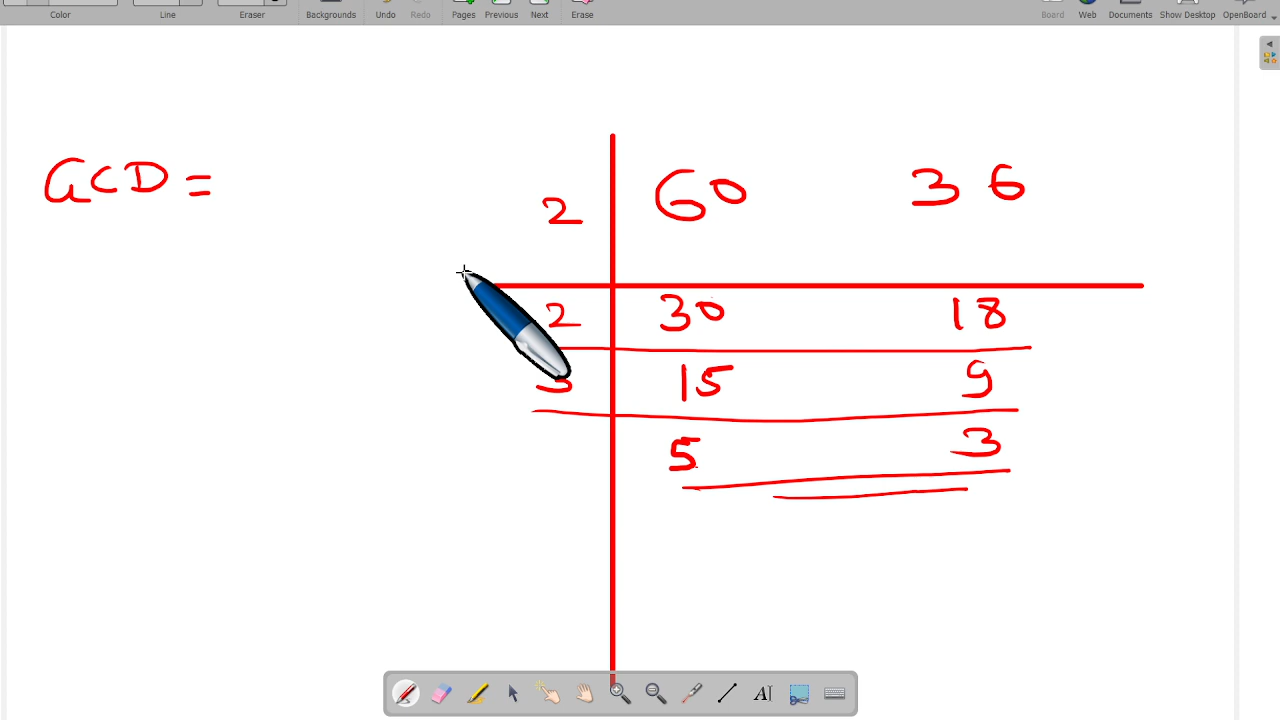 Color Line Eraser Backgrounds Undo Redo Pages Previous Next Erase Board Web Documents Show Desktop OpenBoard
GCD =
2 60 36
2 30 18
3 15 9
5 3